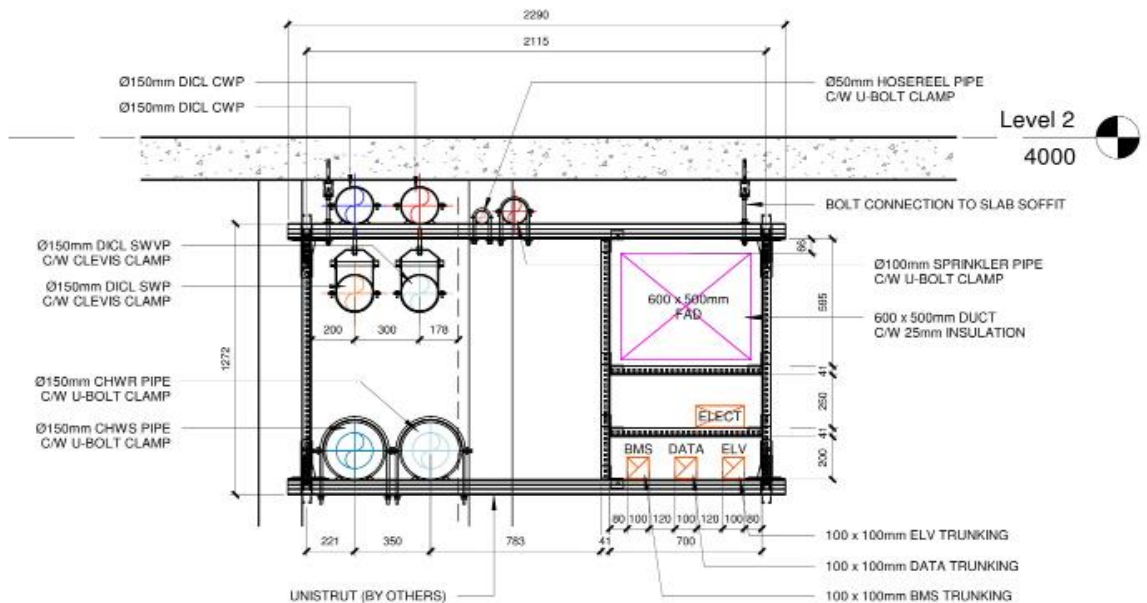 2290
2115
Ø150mm DICL CWP
Ø150mm DICL CWP
Ø50mm HOSEREEL PIPE
C/W U-BOLT CLAMP
Level 2
4000
BOLT CONNECTION TO SLAB SOFFIT
Ø150mm DICL SWVP
C/W CLEVIS CLAMP
Ø150mm DICL SWP
C/W CLEVIS CLAMP
66
Ø100mm SPRINKLER PIPE
C/W U-BOLT CLAMP
600 x 500mm
FAD
595
600 x 500mm DUCT
C/W 25mm INSULATION
200
300
178
1272
41
Ø150mm CHWR PIPE
C/W U-BOLT CLAMP
250
ELECT
Ø150mm CHWS PIPE
C/W U-BOLT CLAMP
41
BMS
DATA
ELV
200
80
100
120
100
120
100
80
221
350
783
41
700
100 x 100mm ELV TRUNKING
100 x 100mm DATA TRUNKING
UNISTRUT (BY OTHERS)
100 x 100mm BMS TRUNKING